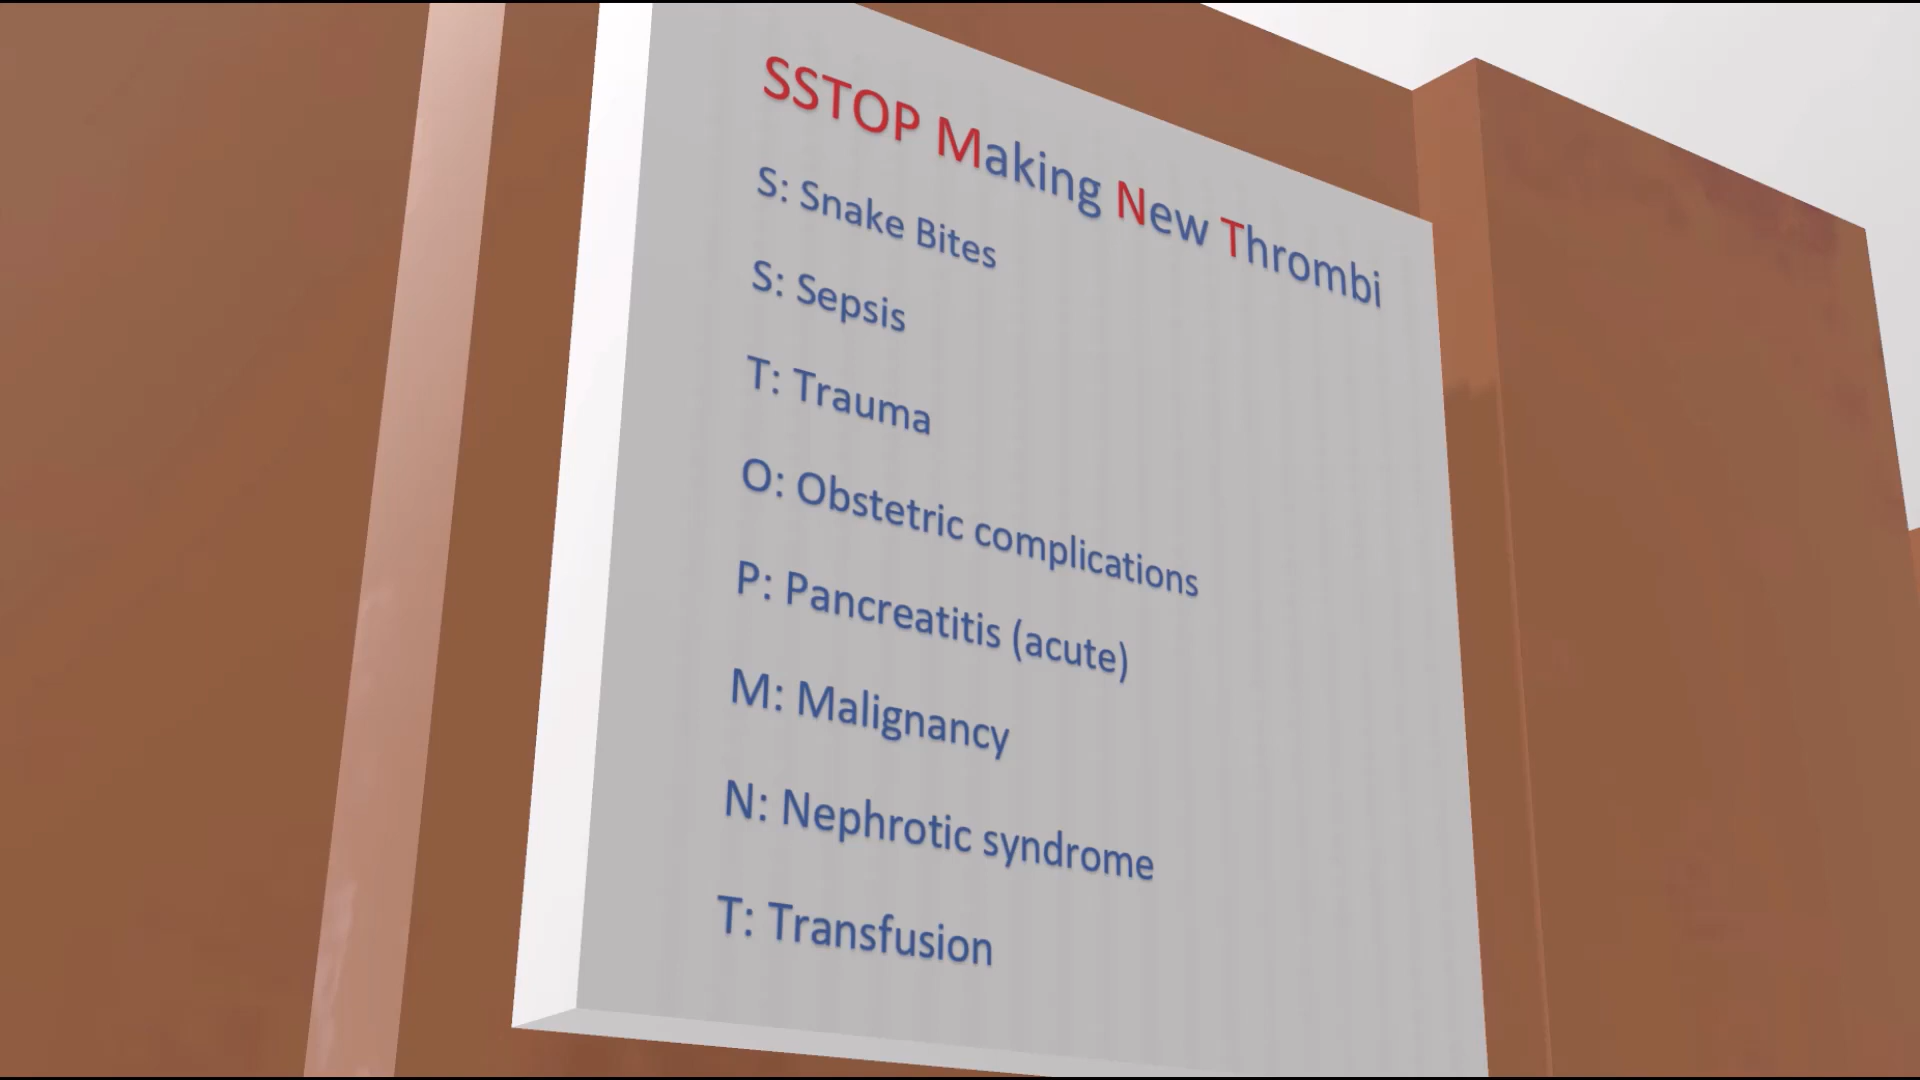 SSTOP Making New Thrombi
S: Snake Bites
S: Sepsis
T: Trauma
O: Obstetric complications
P: Pancreatitis (acute)
M: Malignancy
N: Nephrotic syndrome
T: Transfusion